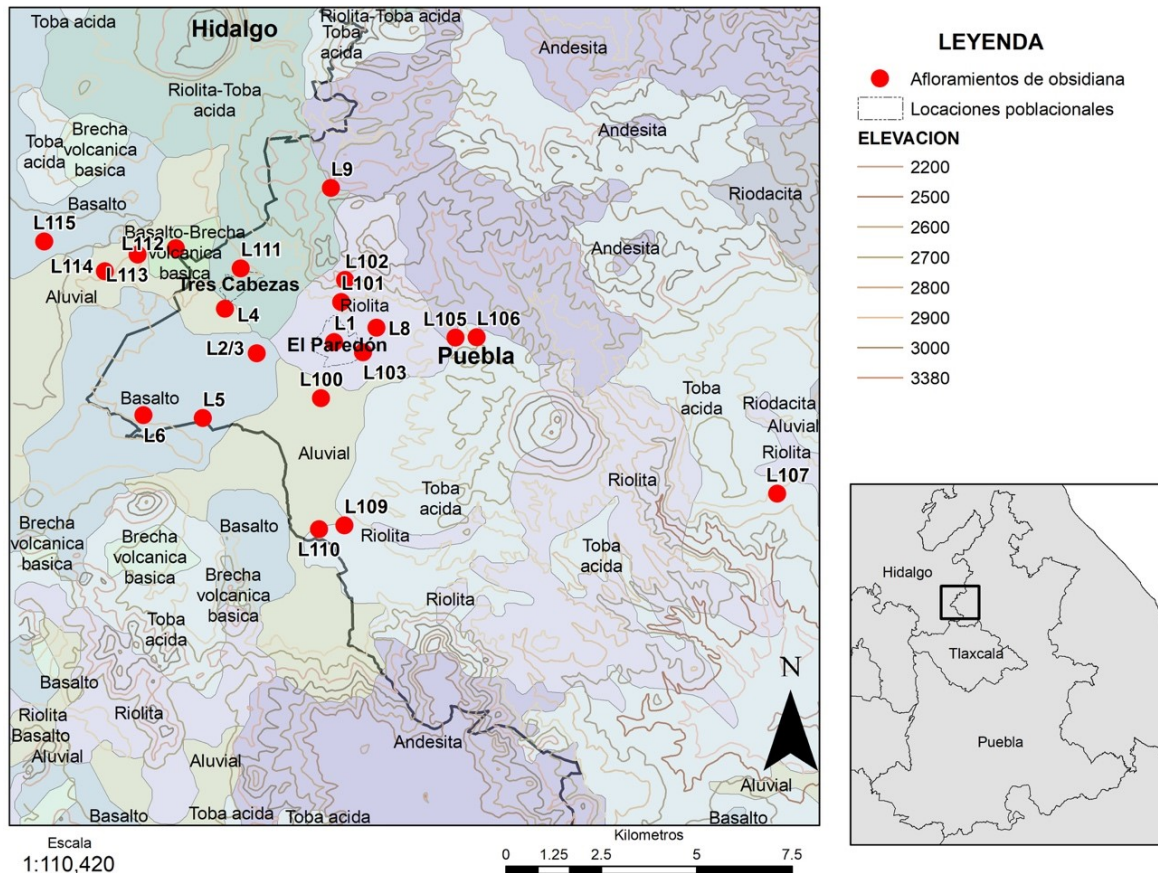 Toba acida
Hidalgo
Riolita-Toba
acida
Toba
acida
Andesita
Riolita-Toba
acida
Toba
acida
Brecha
volcanica
basica
Andesita
Riodacita
L9
Basalto
L115
L112
Basalto-Brecha
volcanica
basica
L111
Andesita
L114
L113
Tres Cabezas
L102
L101
Riolita
Aluvial
L4
L1
L8
L105
L106
El Paredón
Puebla
L2/3
L103
L100
Toba
acida
Riodacita
Aluvial
Riolita
Basalto
L5
L6
Aluvial
L107
Riolita
Toba
acida
Brecha
volcanica
basica
Brecha
volcanica
basica
Basalto
L109
L110
Riolita
Toba
acida
Brecha
volcanica
basica
Riolita
Toba
acida
Basalto
Riolita
Riolita
Basalto
Aluvial
Andesita
Aluvial
Aluvial
Basalto
Toba acida
Toba acida
Basalto
N
LEYENDA
Afloramientos de obsidiana
Locaciones poblacionales
ELEVACION
2200
2500
2600
2700
2800
2900
3000
3380
Hidalgo
Tlaxcala
Puebla
Escala
1:110,420
Kilometros
0 1.25 2.5 5 7.5